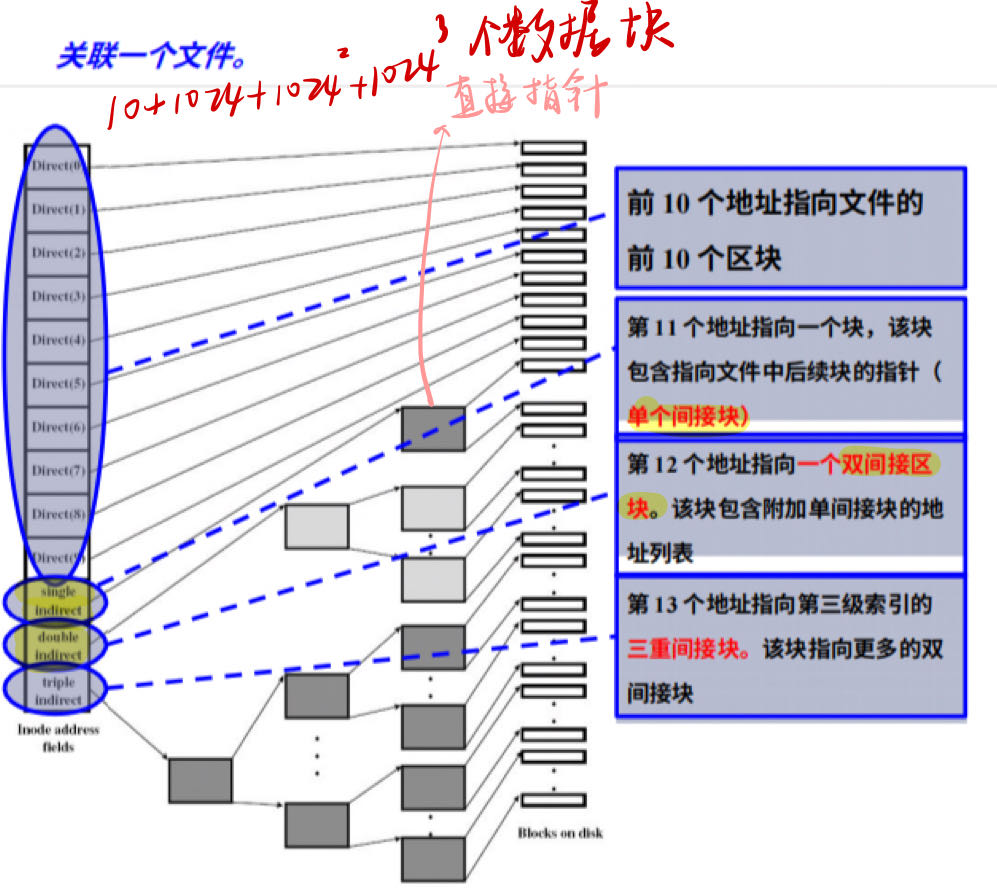 关联一个文件。
10+1024+1024²+1024³ 个数据块
直接指针
Direct(0
Direct(1)
Direct(2)
Direct(3)
Direct(4)
Direct(5)
Direct(6)
Direct(7)
Direct(8)
Direct(9
single
indirect
double
indirect
triple
indirect
Inode address
fields
Blocks on disk
前 10 个地址指向文件的
前 10 个区块
第 11 个地址指向一个块，该块
包含指向文件中后续块的指针（
单个间接块）
第 12 个地址指向一个双间接区
块。该块包含附加单间接块的地
址列表
第 13 个地址指向第三级索引的
三重间接块。该块指向更多的双
间接块